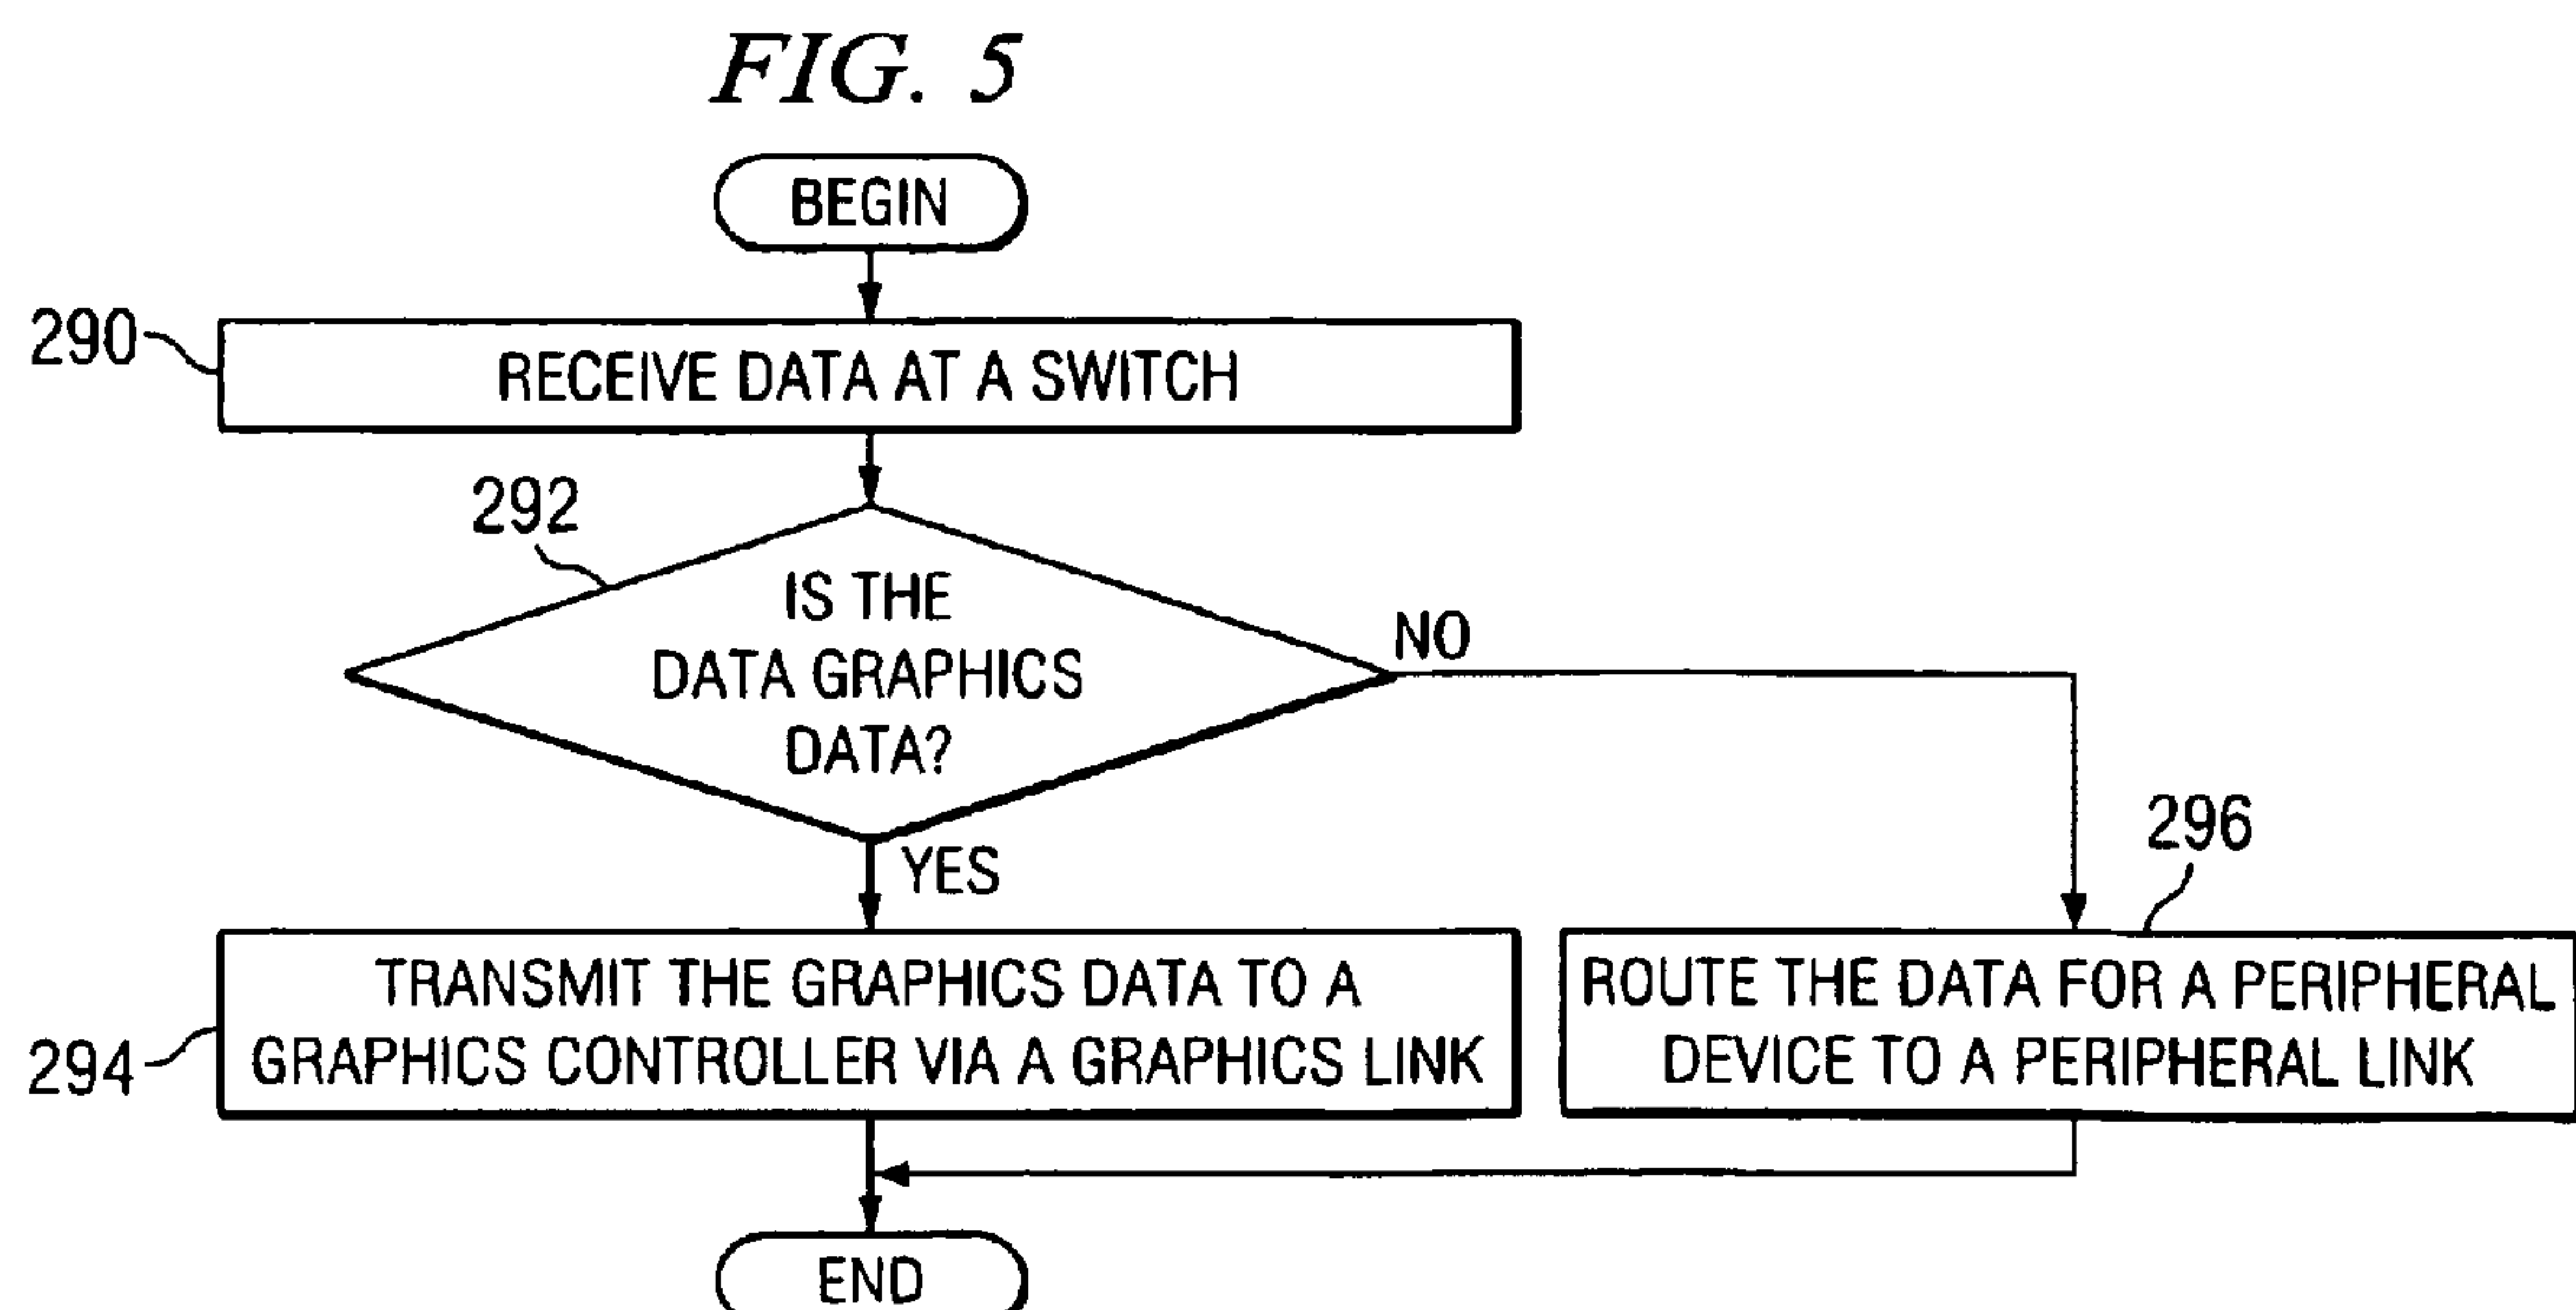 FIG. 5
BEGIN
290
RECEIVE DATA AT A SWITCH
292
IS THE
DATA GRAPHICS
DATA?
NO
YES
296
294
TRANSMIT THE GRAPHICS DATA TO A
GRAPHICS CONTROLLER VIA A GRAPHICS LINK
ROUTE THE DATA FOR A PERIPHERAL
DEVICE TO A PERIPHERAL LINK
END